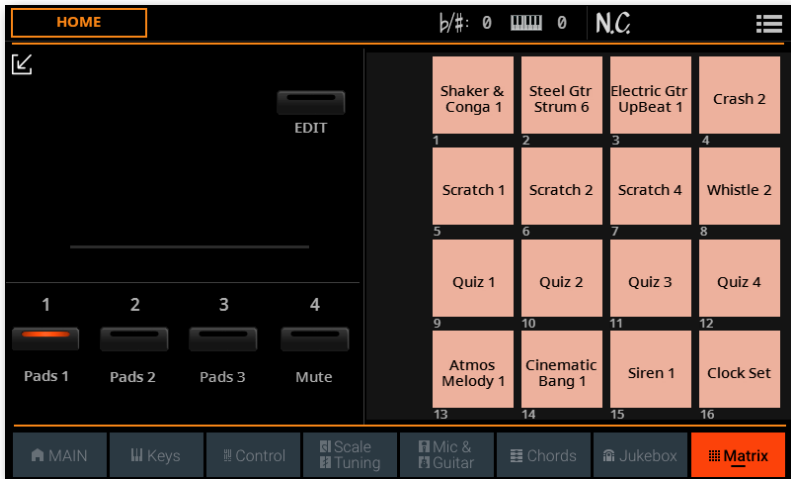 HOME
♭/♯: 0
0
N.C.
EDIT
Shaker &
Conga 1
Steel Gtr
Strum 6
Electric Gtr
UpBeat 1
Crash 2
1
2
3
4
Scratch 1
Scratch 2
Scratch 4
Whistle 2
5
6
7
8
Quiz 1
Quiz 2
Quiz 3
Quiz 4
9
10
11
12
Atmos
Melody 1
Cinematic
Bang 1
Siren 1
Clock Set
13
14
15
16
1
2
3
4
Pads 1
Pads 2
Pads 3
Mute
MAIN
Keys
Control
Scale
Tuning
Mic &
Guitar
Chords
Jukebox
Matrix